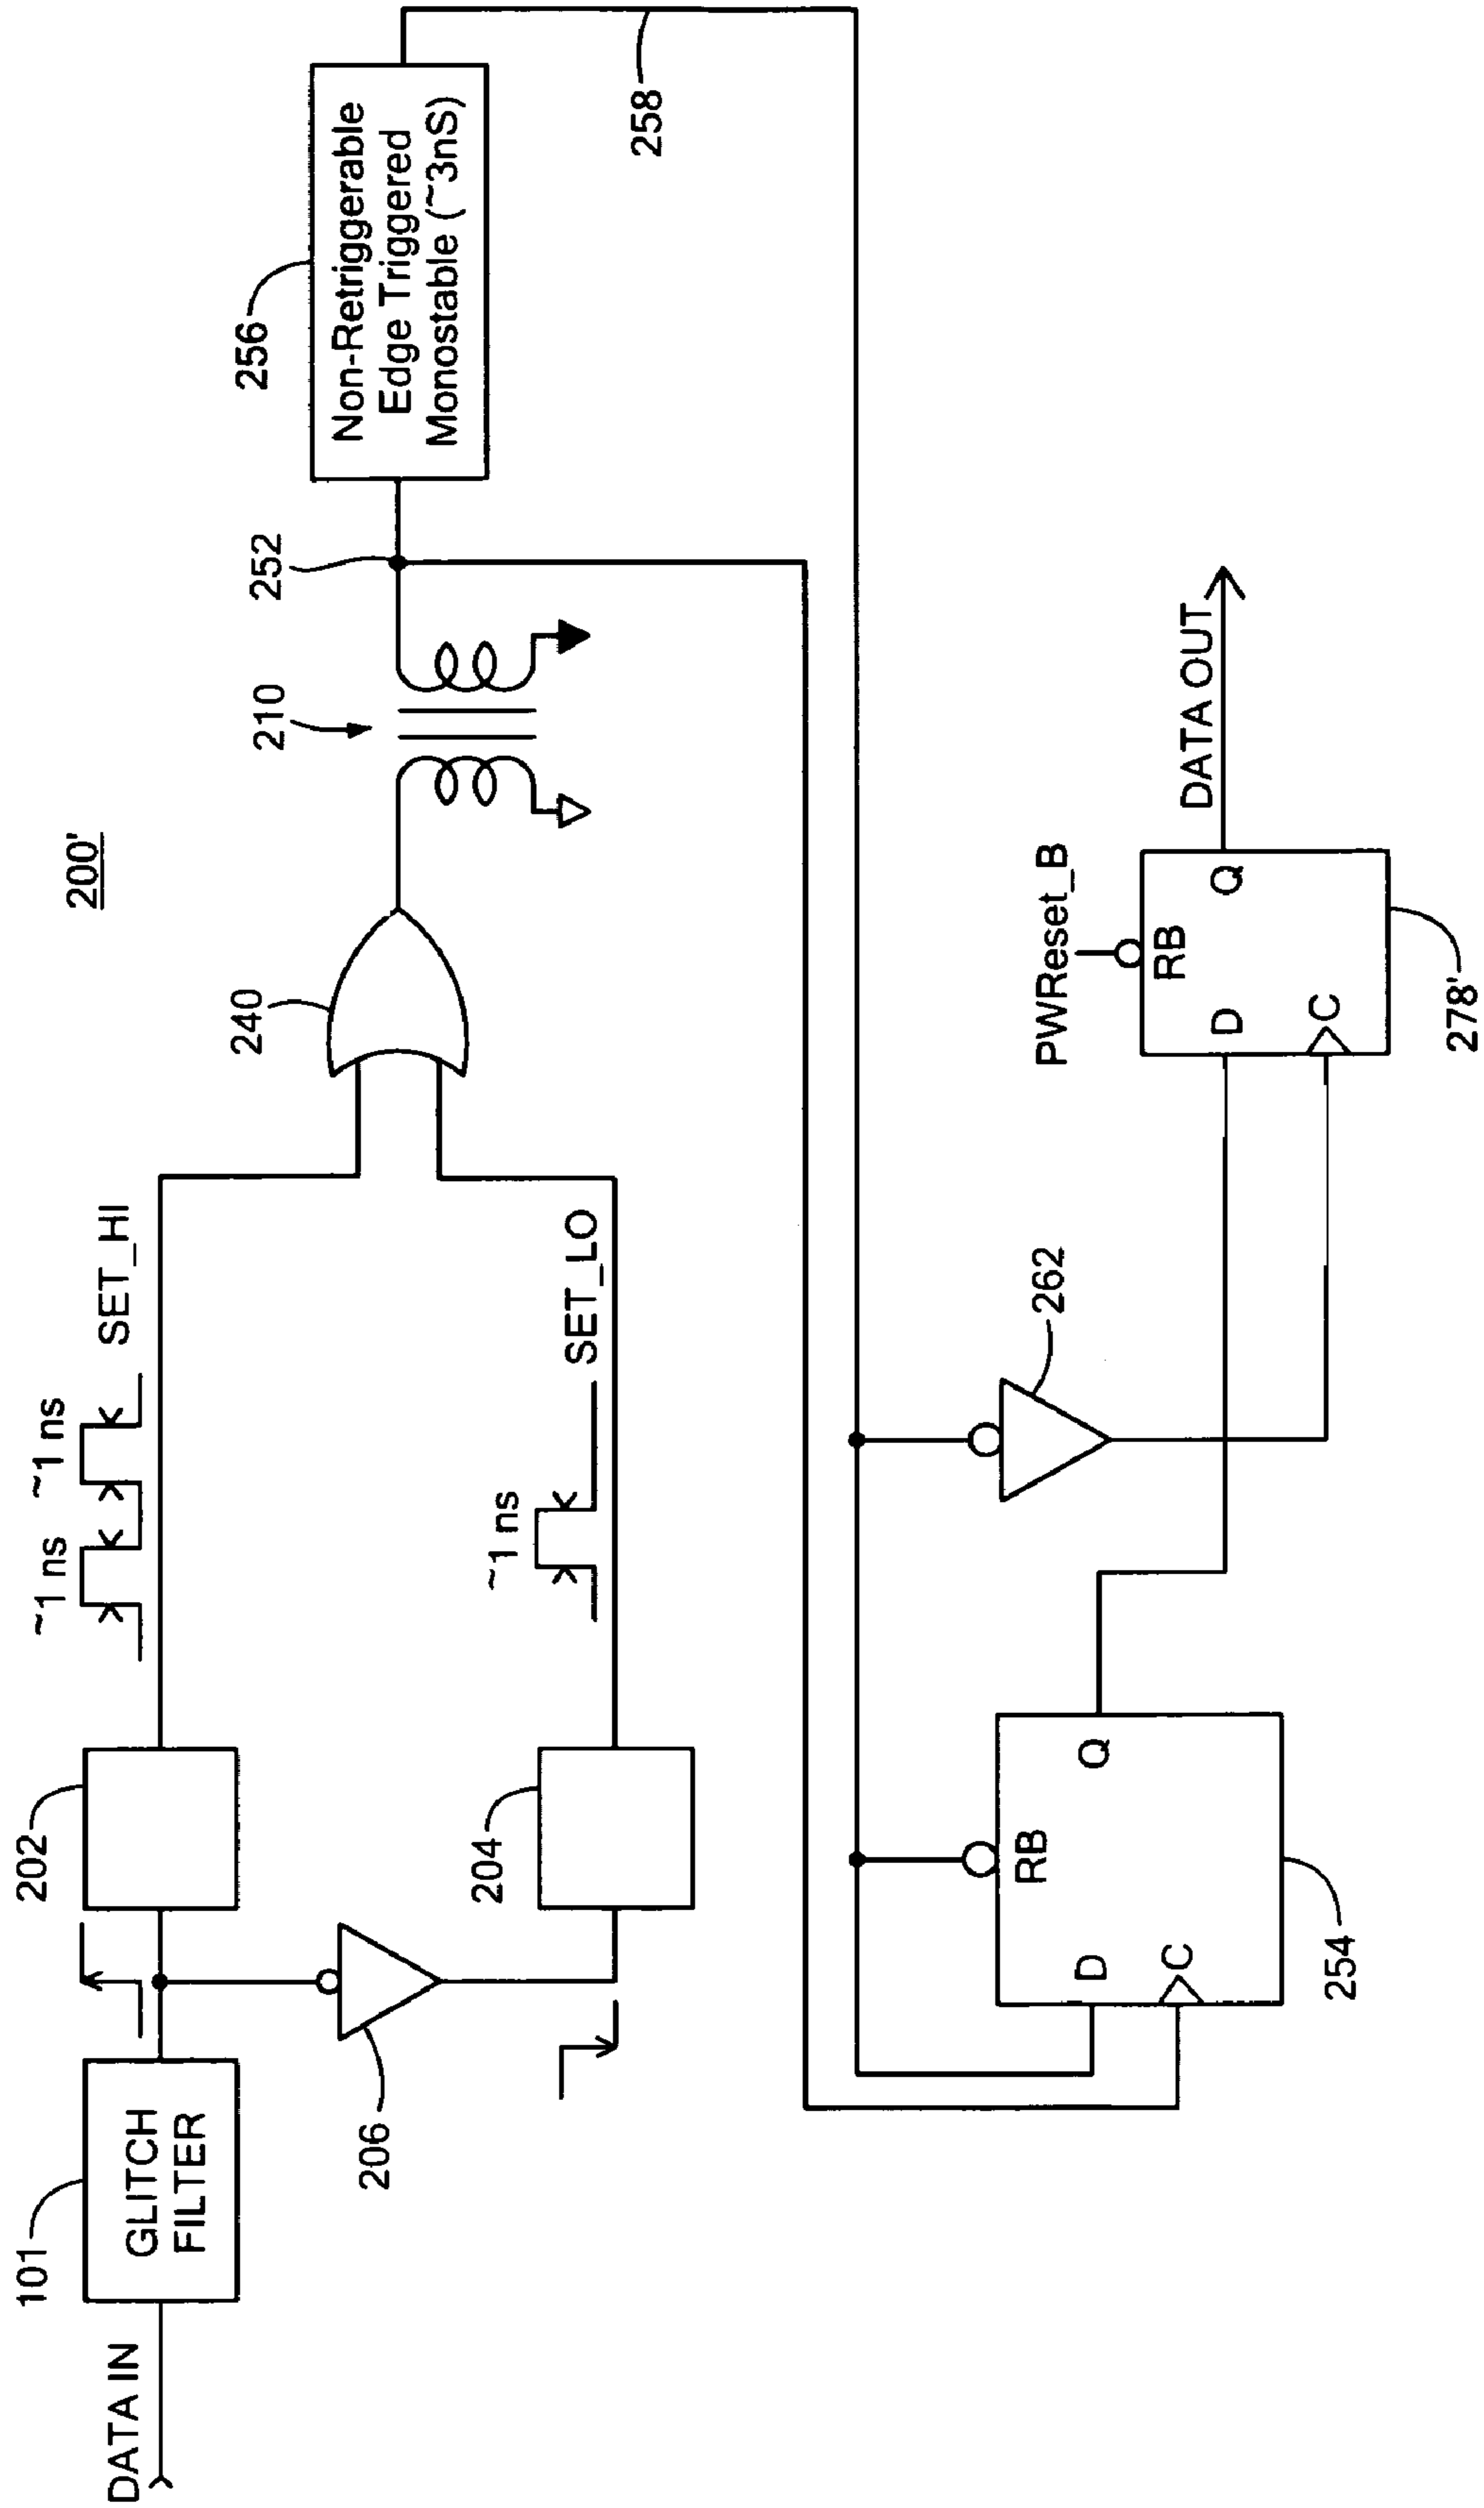 200'
DATA IN
101
GLITCH
FILTER
202
206
204
~1 ns
~1 ns
SET_HI
~1 ns
SET_LO
240
210
252
256
Non-Retriggerable
Edge Triggered
Monostable (~3nS)
258
254
D
C
RB
Q
262
PWReset_B
RB
D
C
Q
278'
DATA OUT